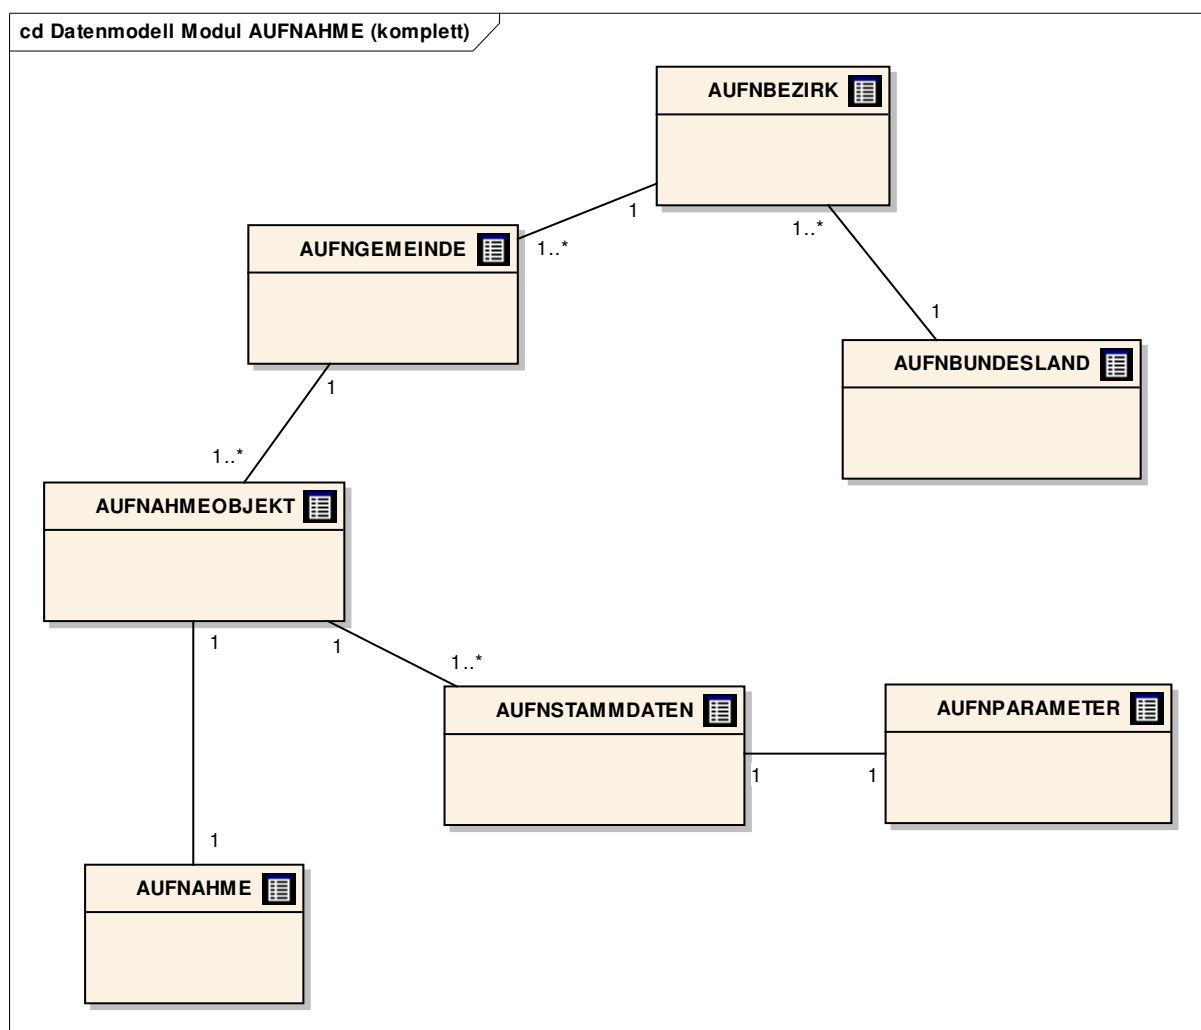 cd Datenmodell Modul AUFNAHME (komplett)
AUFNBEZIRK
1
1..*
1..*
AUFNGEMEINDE
1
AUFNBUNDESLAND
1
1..*
AUFNAHMEOBJEKT
1
1
1..*
AUFNSTAMMDATEN
AUFNPARAMETER
1
1
1
AUFNAHME